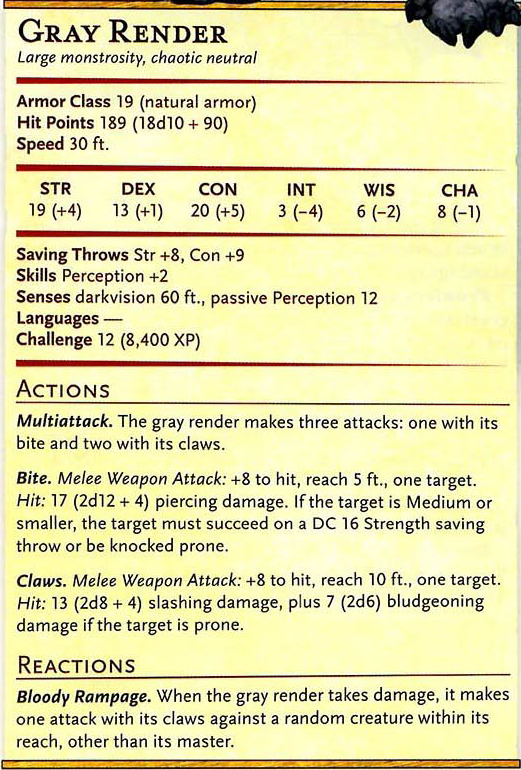 GRAY RENDER
Large monstrosity, chaotic neutral
Armor Class 19 (natural armor)
Hit Points 189 (18d10 + 90)
Speed 30 ft.
STR DEX CON INT WIS CHA
19 (+4) 13 (+1) 20 (+5) 3 (−4) 6 (−2) 8 (−1)
Saving Throws Str +8, Con +9
Skills Perception +2
Senses darkvision 60 ft., passive Perception 12
Languages —
Challenge 12 (8,400 XP)
ACTIONS
Multiattack. The gray render makes three attacks: one with its
bite and two with its claws.
Bite. Melee Weapon Attack: +8 to hit, reach 5 ft., one target.
Hit: 17 (2d12 + 4) piercing damage. If the target is Medium or
smaller, the target must succeed on a DC 16 Strength saving
throw or be knocked prone.
Claws. Melee Weapon Attack: +8 to hit, reach 10 ft., one target.
Hit: 13 (2d8 + 4) slashing damage, plus 7 (2d6) bludgeoning
damage if the target is prone.
REACTIONS
Bloody Rampage. When the gray render takes damage, it makes
one attack with its claws against a random creature within its
reach, other than its master.